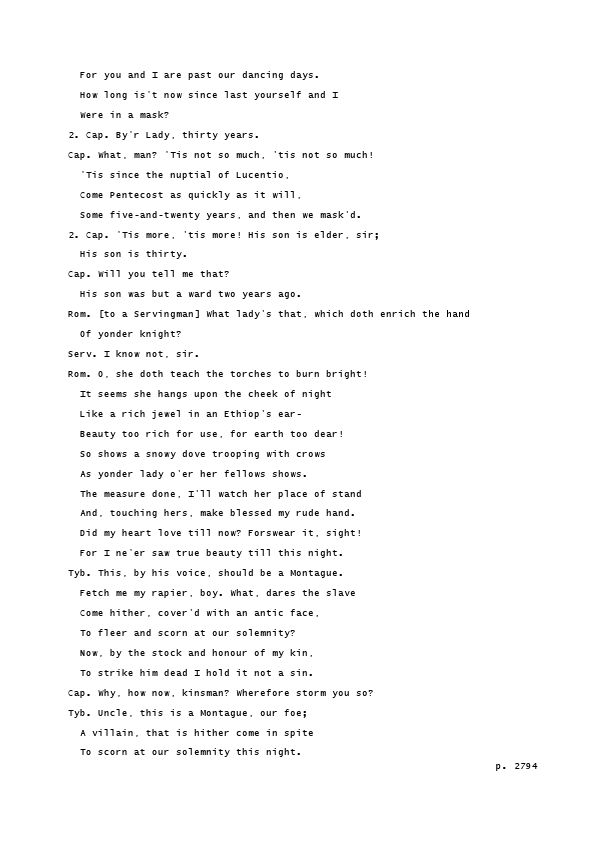 For you and I are past our dancing days.
How long is't now since last yourself and I
Were in a mask?
2. Cap. By'r Lady, thirty years.
Cap. What, man? 'Tis not so much, 'tis not so much!
'Tis since the nuptial of Lucentio,
Come Pentecost as quickly as it will,
Some five-and-twenty years, and then we mask'd.
2. Cap. 'Tis more, 'tis more! His son is elder, sir;
His son is thirty.
Cap. Will you tell me that?
His son was but a ward two years ago.
Rom. [to a Servingman] What lady's that, which doth enrich the hand
Of yonder knight?
Serv. I know not, sir.
Rom. O, she doth teach the torches to burn bright!
It seems she hangs upon the cheek of night
Like a rich jewel in an Ethiop's ear-
Beauty too rich for use, for earth too dear!
So shows a snowy dove trooping with crows
As yonder lady o'er her fellows shows.
The measure done, I'll watch her place of stand
And, touching hers, make blessed my rude hand.
Did my heart love till now? Forswear it, sight!
For I ne'er saw true beauty till this night.
Tyb. This, by his voice, should be a Montague.
Fetch me my rapier, boy. What, dares the slave
Come hither, cover'd with an antic face,
To fleer and scorn at our solemnity?
Now, by the stock and honour of my kin,
To strike him dead I hold it not a sin.
Cap. Why, how now, kinsman? Wherefore storm you so?
Tyb. Uncle, this is a Montague, our foe;
A villain, that is hither come in spite
To scorn at our solemnity this night.
p. 2794